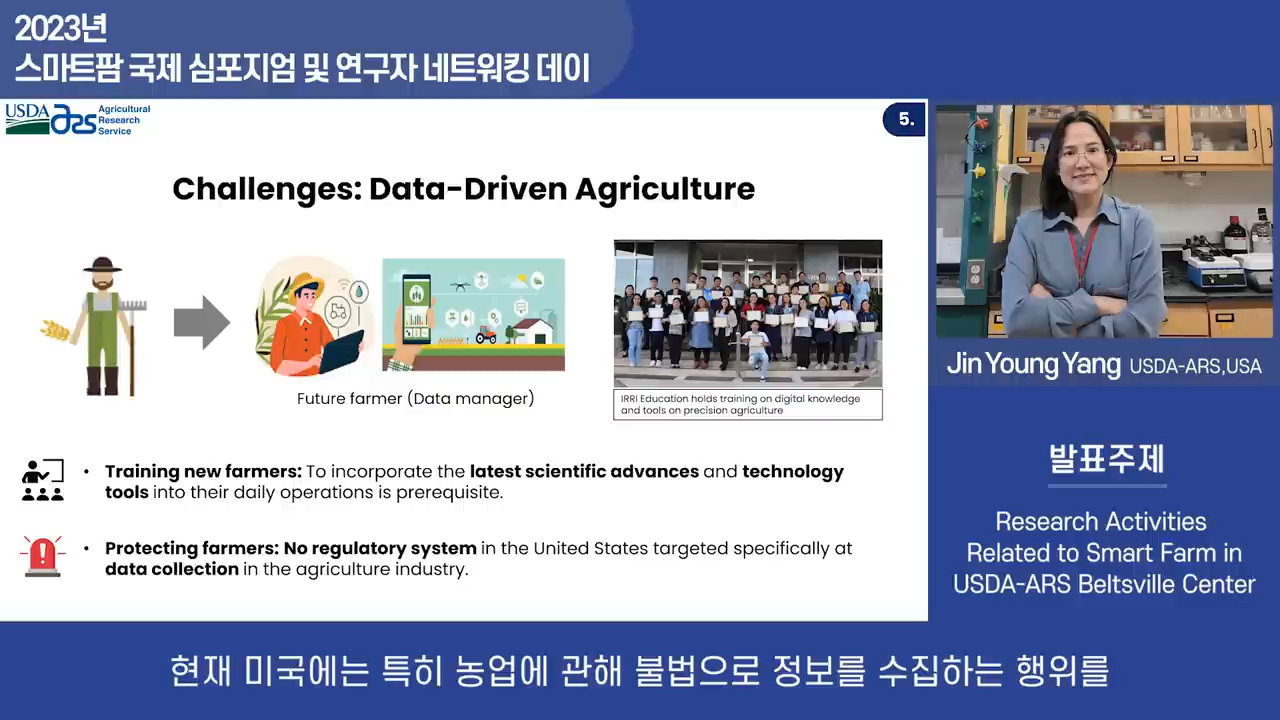 2023년
스마트팜 국제 심포지엄 및 연구자 네트워킹 데이
USDA ars Agricultural
Research
Service
5.
Challenges: Data-Driven Agriculture
Future farmer (Data manager)
IRRI Education holds training on digital knowledge
and tools on precision agriculture
• Training new farmers: To incorporate the latest scientific advances and technology
tools into their daily operations is prerequisite.
• Protecting farmers: No regulatory system in the United States targeted specifically at
data collection in the agriculture industry.
Jin Young Yang USDA-ARS,USA
발표주제
Research Activities
Related to Smart Farm in
USDA-ARS Beltsville Center
현재 미국에는 특히 농업에 관해 불법으로 정보를 수집하는 행위를